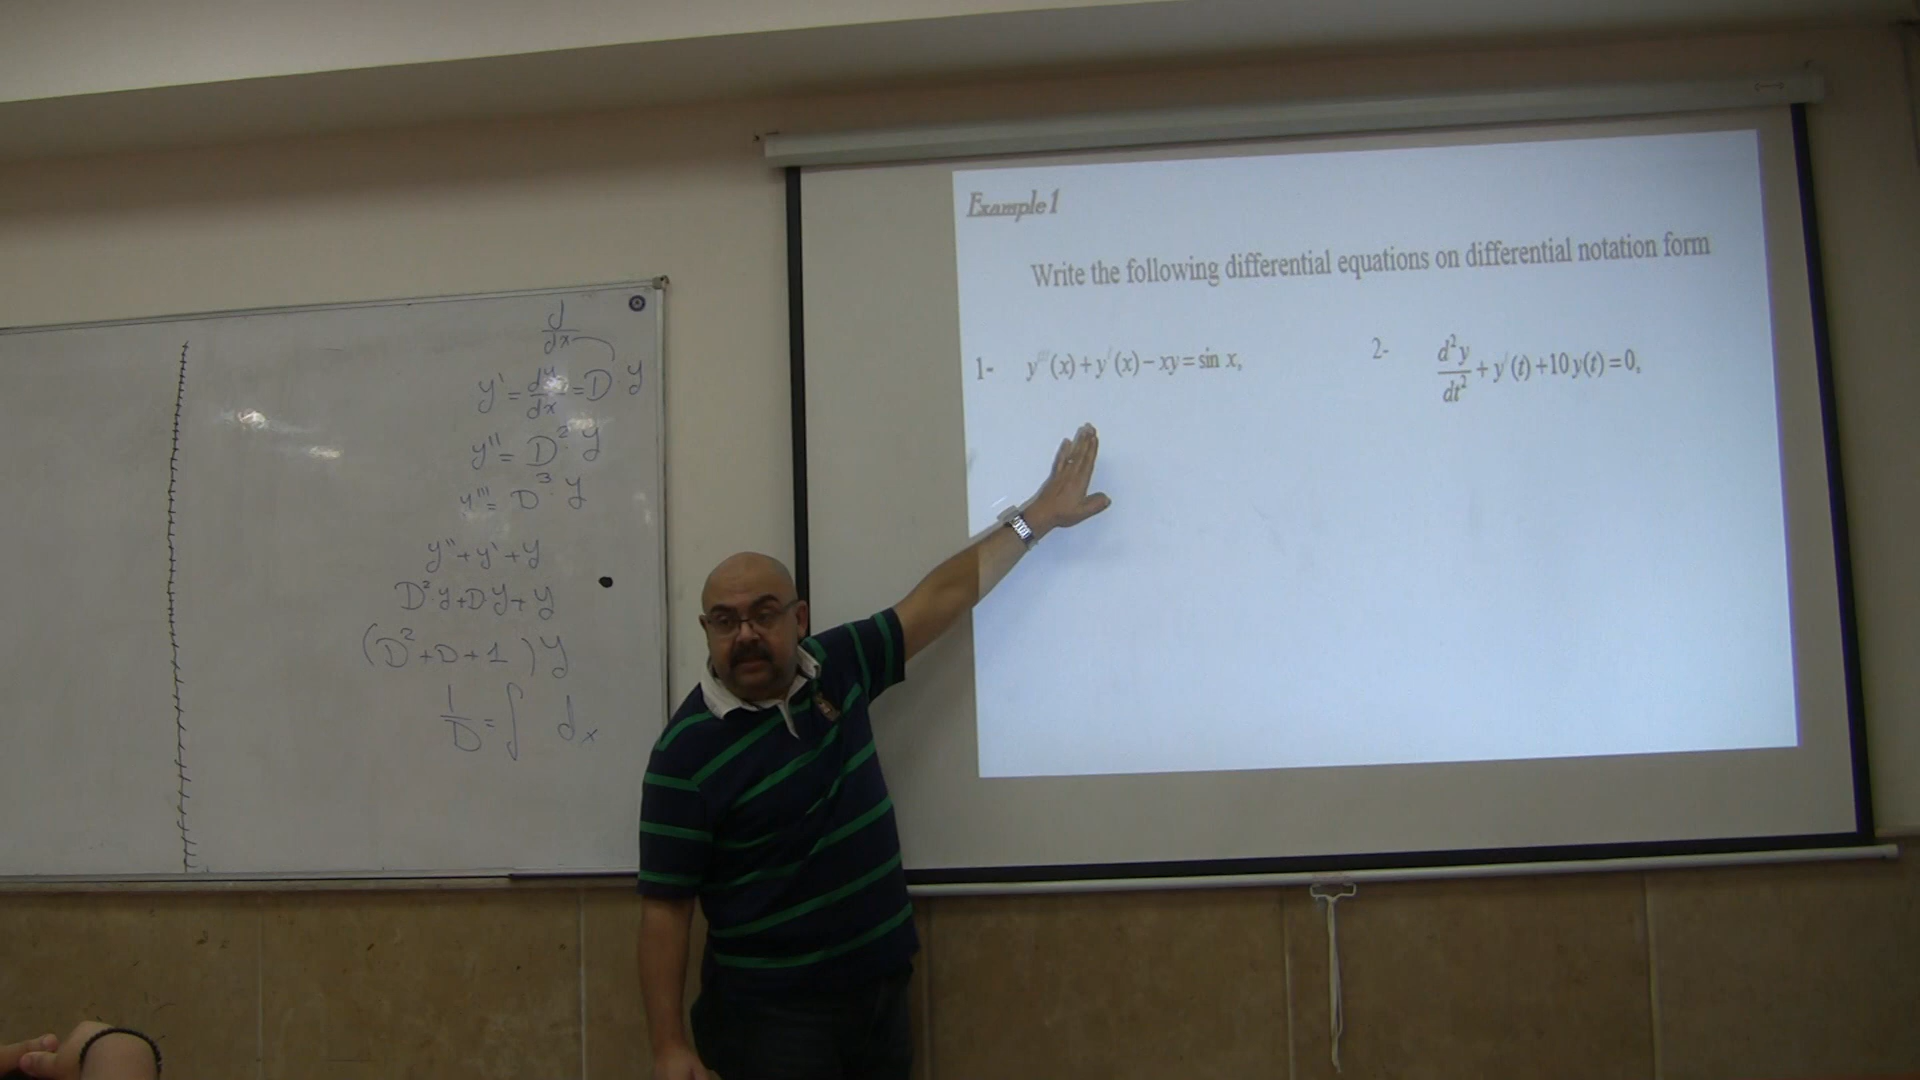 d/dx
y' = dy/dx = D·y
y'' = D²·y
y''' = D³·y
y'' + y' + y
D²·y + D·y + y
(D² + D + 1)y
1/D = ∫ dx
Example 1
Write the following differential equations on differential notation form
1- (x) + y'(x) − xy = sin x,
2- d²y/dt² + y'(t) + 10y(t) = 0,